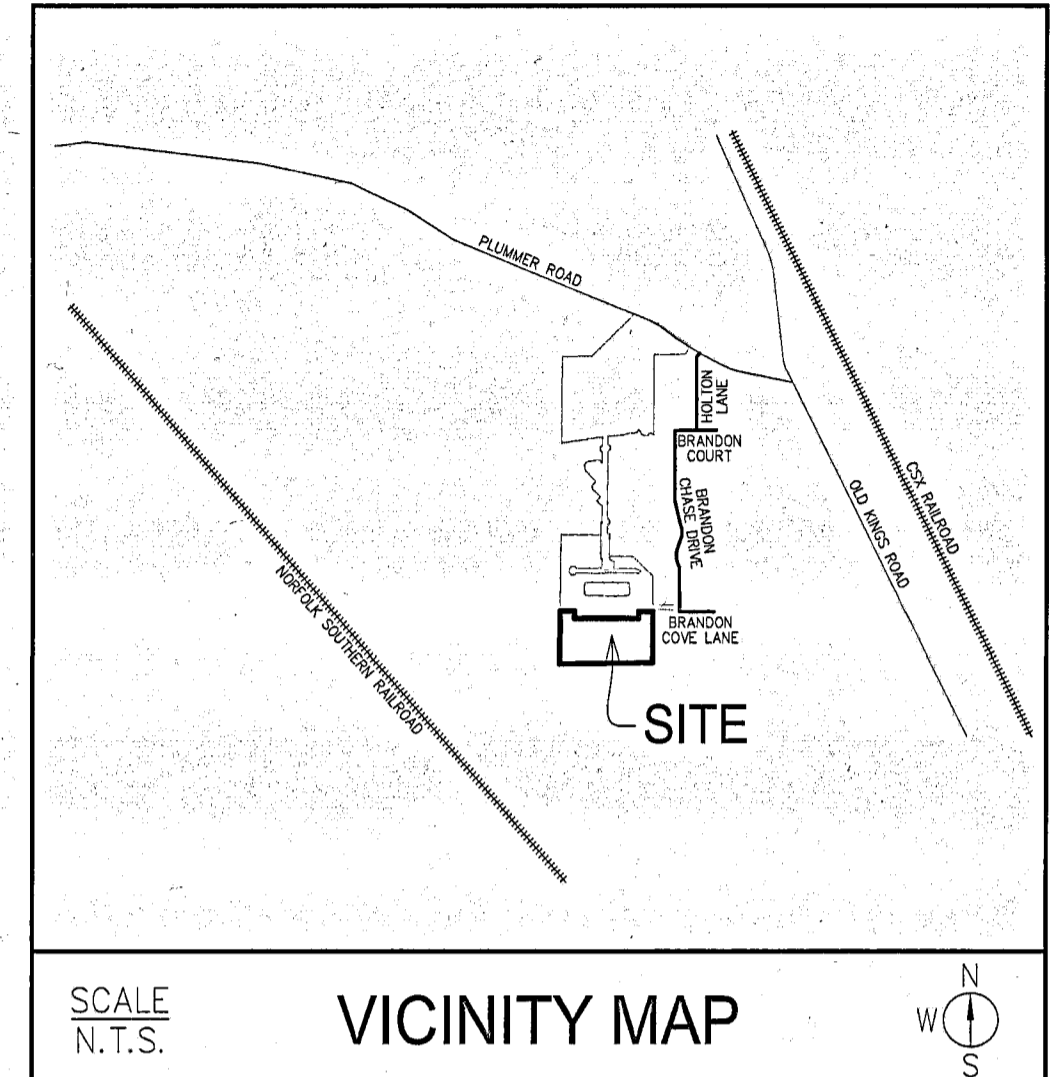 PLUMMER ROAD
HOLTON
LANE
BRANDON
COURT
BRANDON
CHASE DRIVE
OLD KINGS ROAD
CSX RAILROAD
NORFOLK SOUTHERN RAILROAD
BRANDON
COVE LANE
SITE
SCALE
N.T.S.
VICINITY MAP
N
W
S